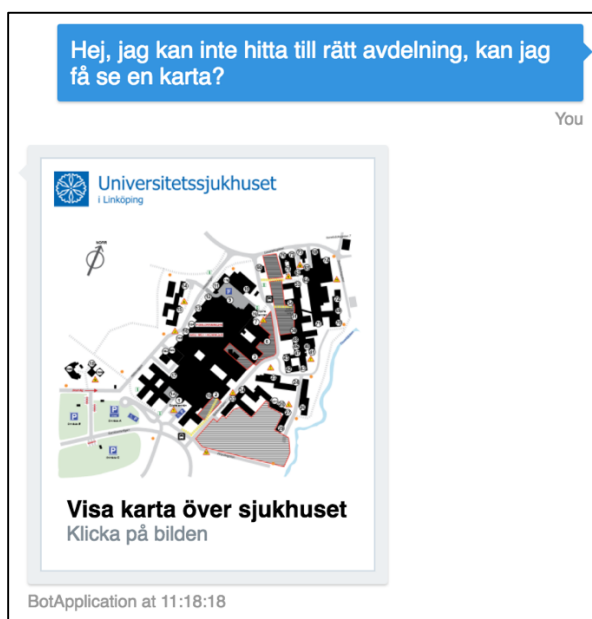 Hej, jag kan inte hitta till rätt avdelning, kan jag
få se en karta?
You
Universitetssjukhuset
i Linköping
P
P
P
P
P
Visa karta över sjukhuset
Klicka på bilden
BotApplication at 11:18:18